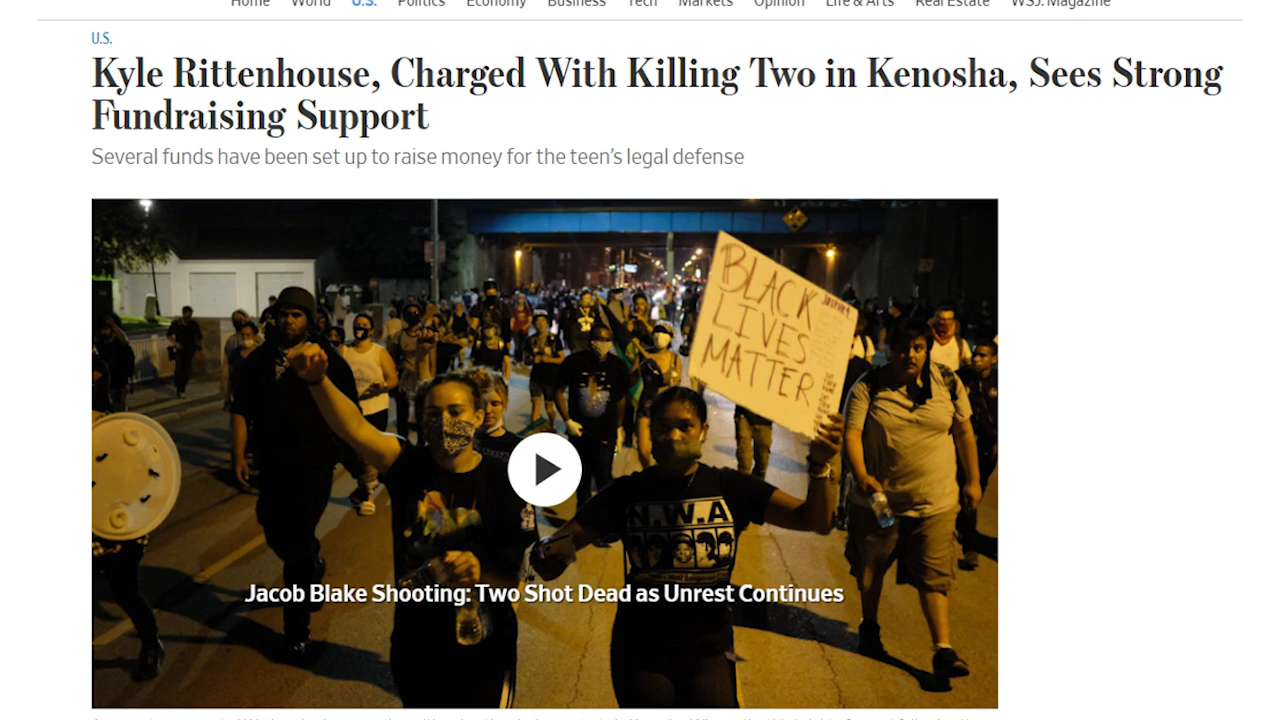 Home World U.S. Politics Economy Business Tech Markets Opinion Life & Arts Real Estate WSJ. Magazine
U.S.
Kyle Rittenhouse, Charged With Killing Two in Kenosha, Sees Strong
Fundraising Support
Several funds have been set up to raise money for the teen's legal defense
BLACK
LIVES
MATTER
N.W.A
Jacob Blake Shooting: Two Shot Dead as Unrest Continues